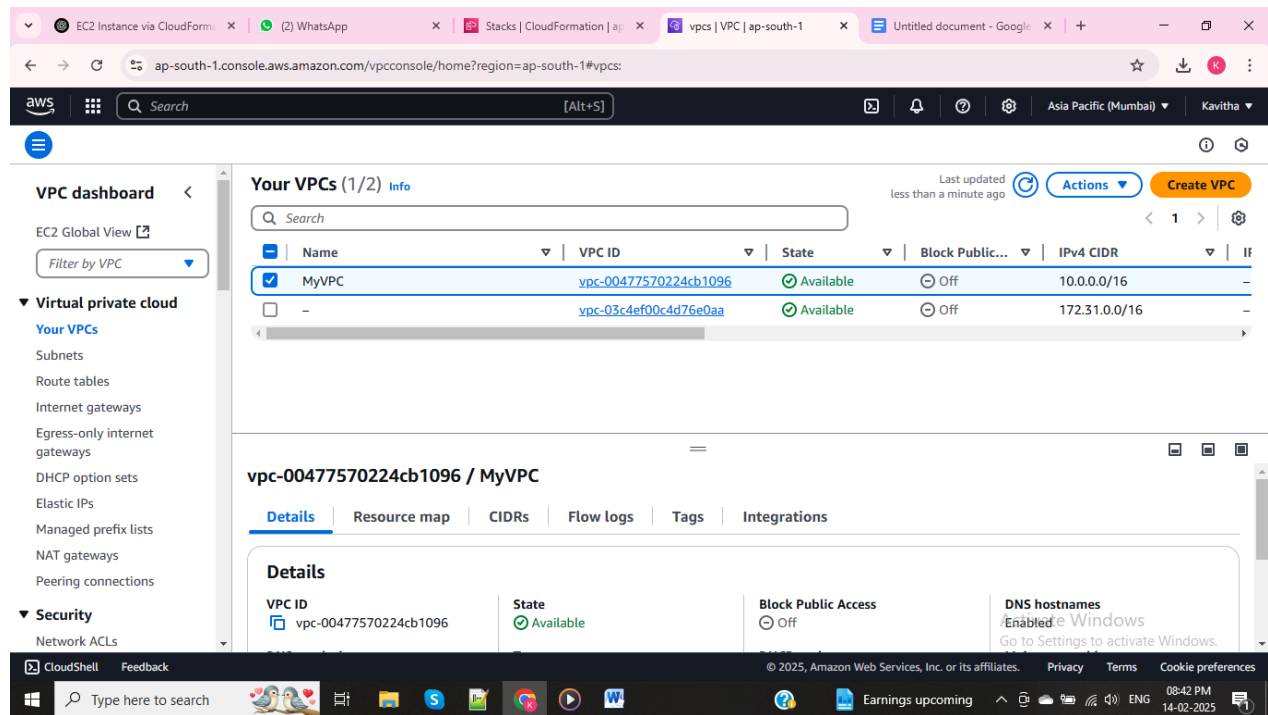 EC2 Instance via CloudForma
(2) WhatsApp
Stacks | CloudFormation | ap
vpcs | VPC | ap-south-1
Untitled document - Google
ap-south-1.console.aws.amazon.com/vpcconsole/home?region=ap-south-1#vpcs:
K
aws
Search
[Alt+S]
Asia Pacific (Mumbai)
Kavitha
VPC dashboard
EC2 Global View
Filter by VPC
Virtual private cloud
Your VPCs
Subnets
Route tables
Internet gateways
Egress-only internet
gateways
DHCP option sets
Elastic IPs
Managed prefix lists
NAT gateways
Peering connections
Security
Network ACLs
Your VPCs (1/2) Info
Last updated
less than a minute ago
Actions
Create VPC
Search
1
Name VPC ID State Block Public... IPv4 CIDR
MyVPC vpc-00477570224cb1096 Available Off 10.0.0.0/16 –
– vpc-03c4ef00c4d76e0aa Available Off 172.31.0.0/16 –
vpc-00477570224cb1096 / MyVPC
Details Resource map CIDRs Flow logs Tags Integrations
Details
VPC ID
vpc-00477570224cb1096
State
Available
Block Public Access
Off
DNS hostnames
Enabled
Activate Windows
Go to Settings to activate Windows.
CloudShell Feedback
© 2025, Amazon Web Services, Inc. or its affiliates. Privacy Terms Cookie preferences
Type here to search
Earnings upcoming
ENG
08:42 PM
14-02-2025